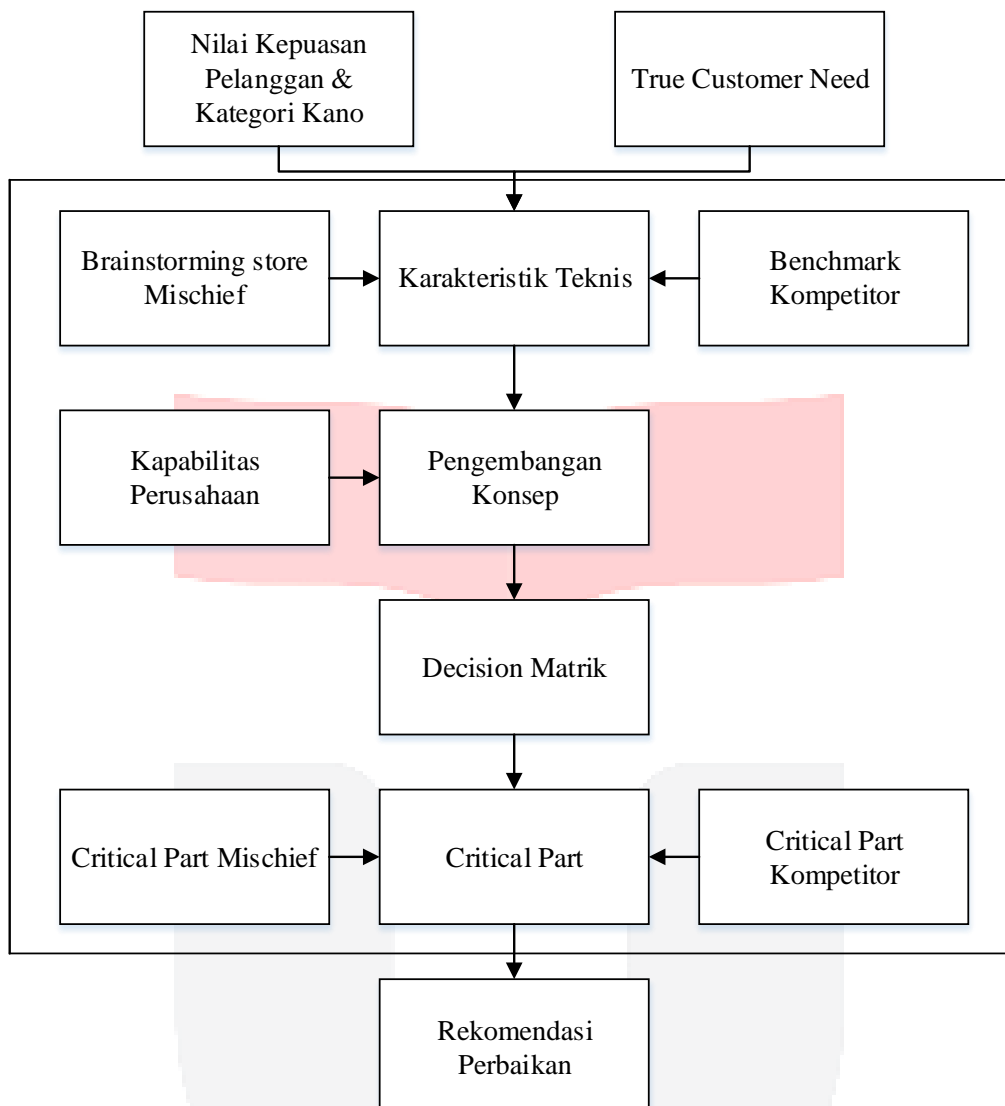 Nilai Kepuasan
Pelanggan &
Kategori Kano
True Customer Need
Brainstorming store
Mischief
Karakteristik Teknis
Benchmark
Kompetitor
Kapabilitas
Perusahaan
Pengembangan
Konsep
Decision Matrik
Critical Part Mischief
Critical Part
Critical Part
Kompetitor
Rekomendasi
Perbaikan